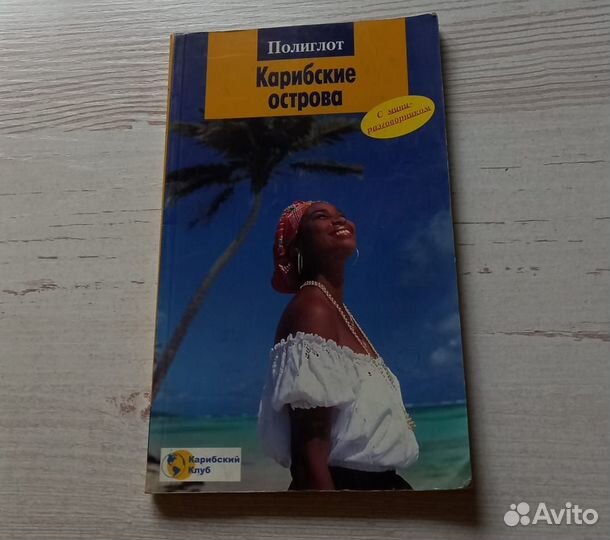 Полиглот
Карибские
острова
С мини-
разговорником
Карибский
Клуб
Avito